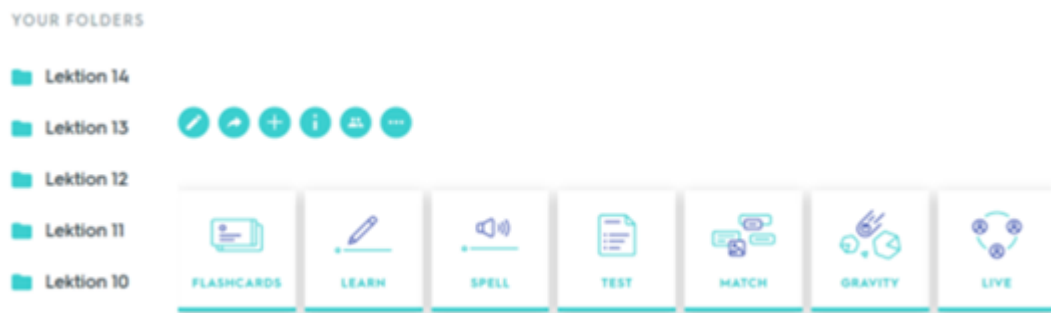 YOUR FOLDERS
Lektion 14
Lektion 13
Lektion 12
Lektion 11
Lektion 10
FLASHCARDS
LEARN
SPELL
TEST
MATCH
GRAVITY
LIVE